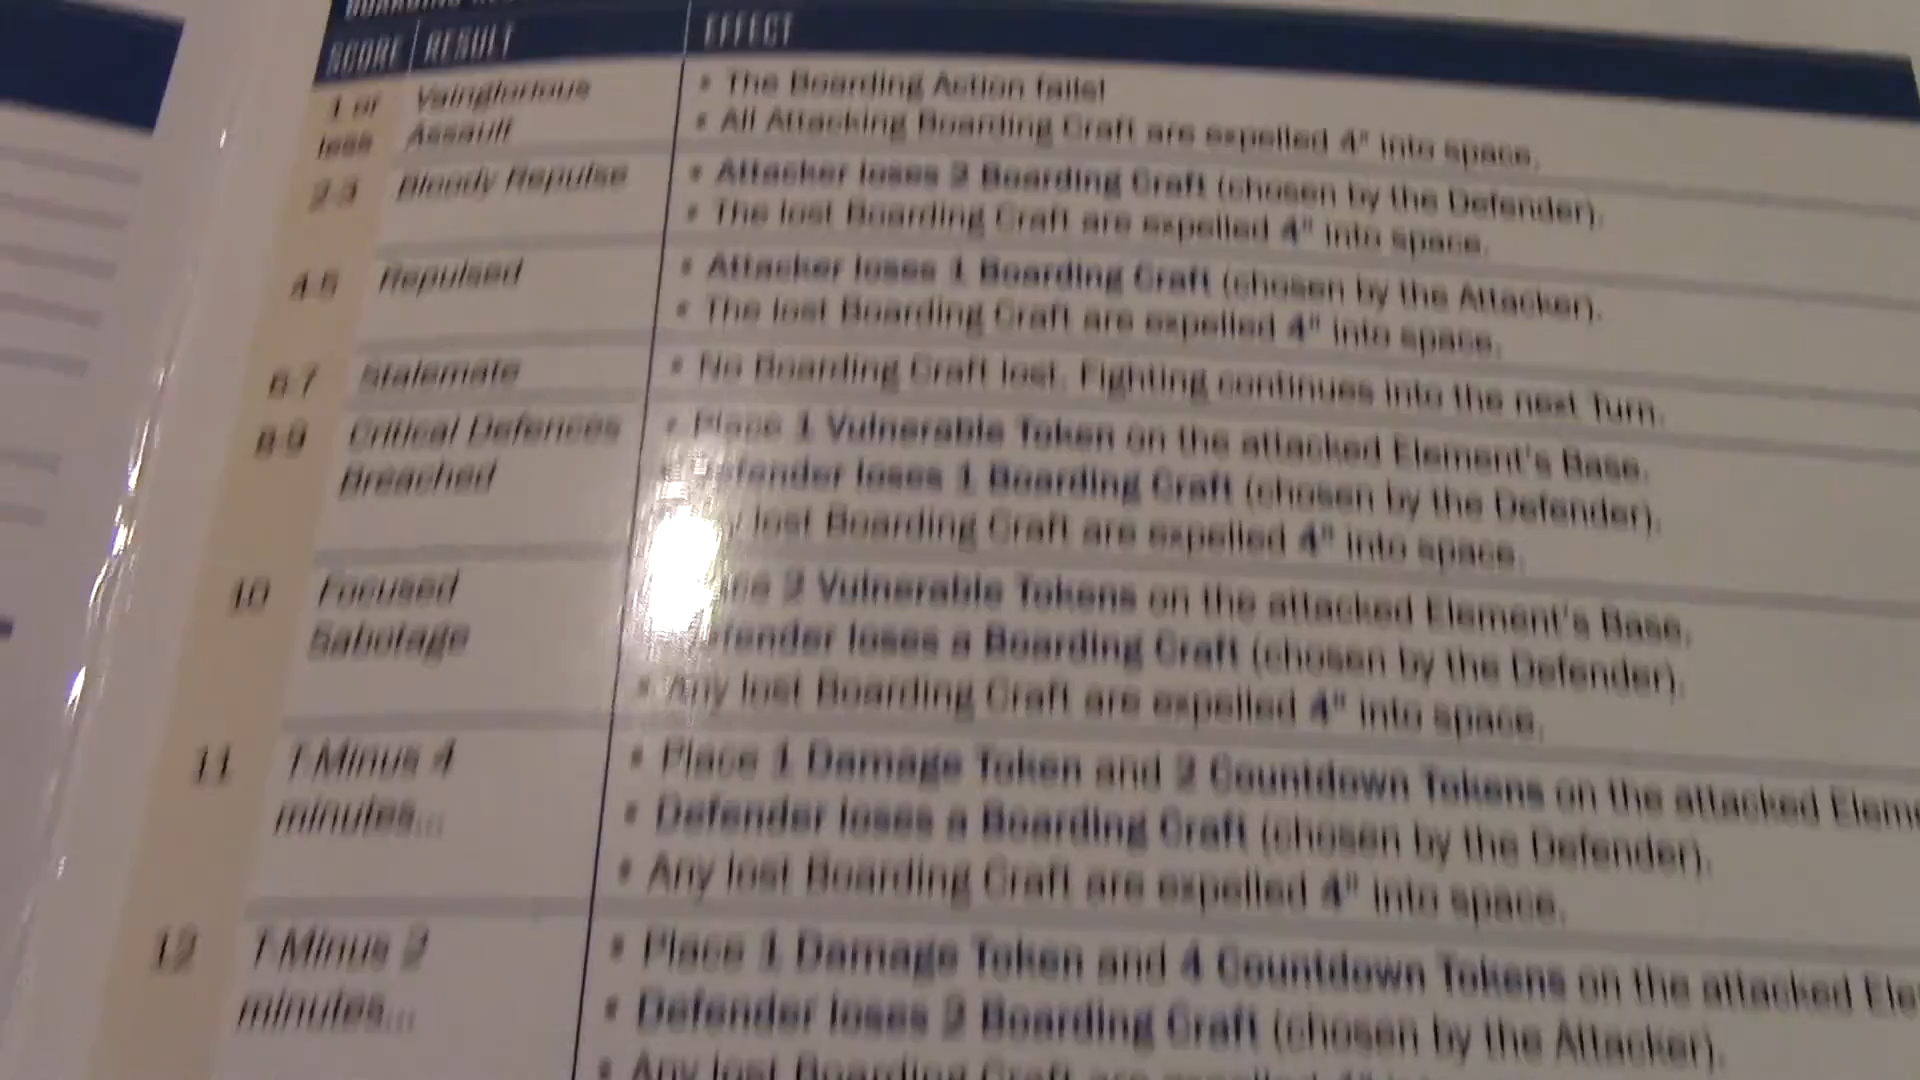 SCORE RESULT EFFECT
1 or less Vainglorious Assault
• The Boarding Action fails!
• All Attacking Boarding Craft are expelled 4" into space.
2-3 Bloody Repulse
• Attacker loses 2 Boarding Craft (chosen by the Defender).
• The lost Boarding Craft are expelled 4" into space.
4-5 Repulsed
• Attacker loses 1 Boarding Craft (chosen by the Attacker).
• The lost Boarding Craft are expelled 4" into space.
6-7 Stalemate
• No Boarding Craft lost. Fighting continues into the next Turn.
8-9 Critical Defences Breached
• Place 1 Vulnerable Token on the attacked Element's Base.
Defender loses 1 Boarding Craft (chosen by the Defender).
lost Boarding Craft are expelled 4" into space.
10 Focused Sabotage
2 Vulnerable Tokens on the attacked Element's Base.
Defender loses a Boarding Craft (chosen by the Defender).
• Any lost Boarding Craft are expelled 4" into space.
11 T-Minus 4 minutes...
• Place 1 Damage Token and 2 Countdown Tokens on the attacked
• Defender loses a Boarding Craft (chosen by the Defender).
• Any lost Boarding Craft are expelled 4" into space.
12 T-Minus 2 minutes...
• Place 1 Damage Token and 4 Countdown Tokens on the attacked
• Defender loses 2 Boarding Craft (chosen by the Attacker).
• Any lost Boarding Craft are expelled 4"